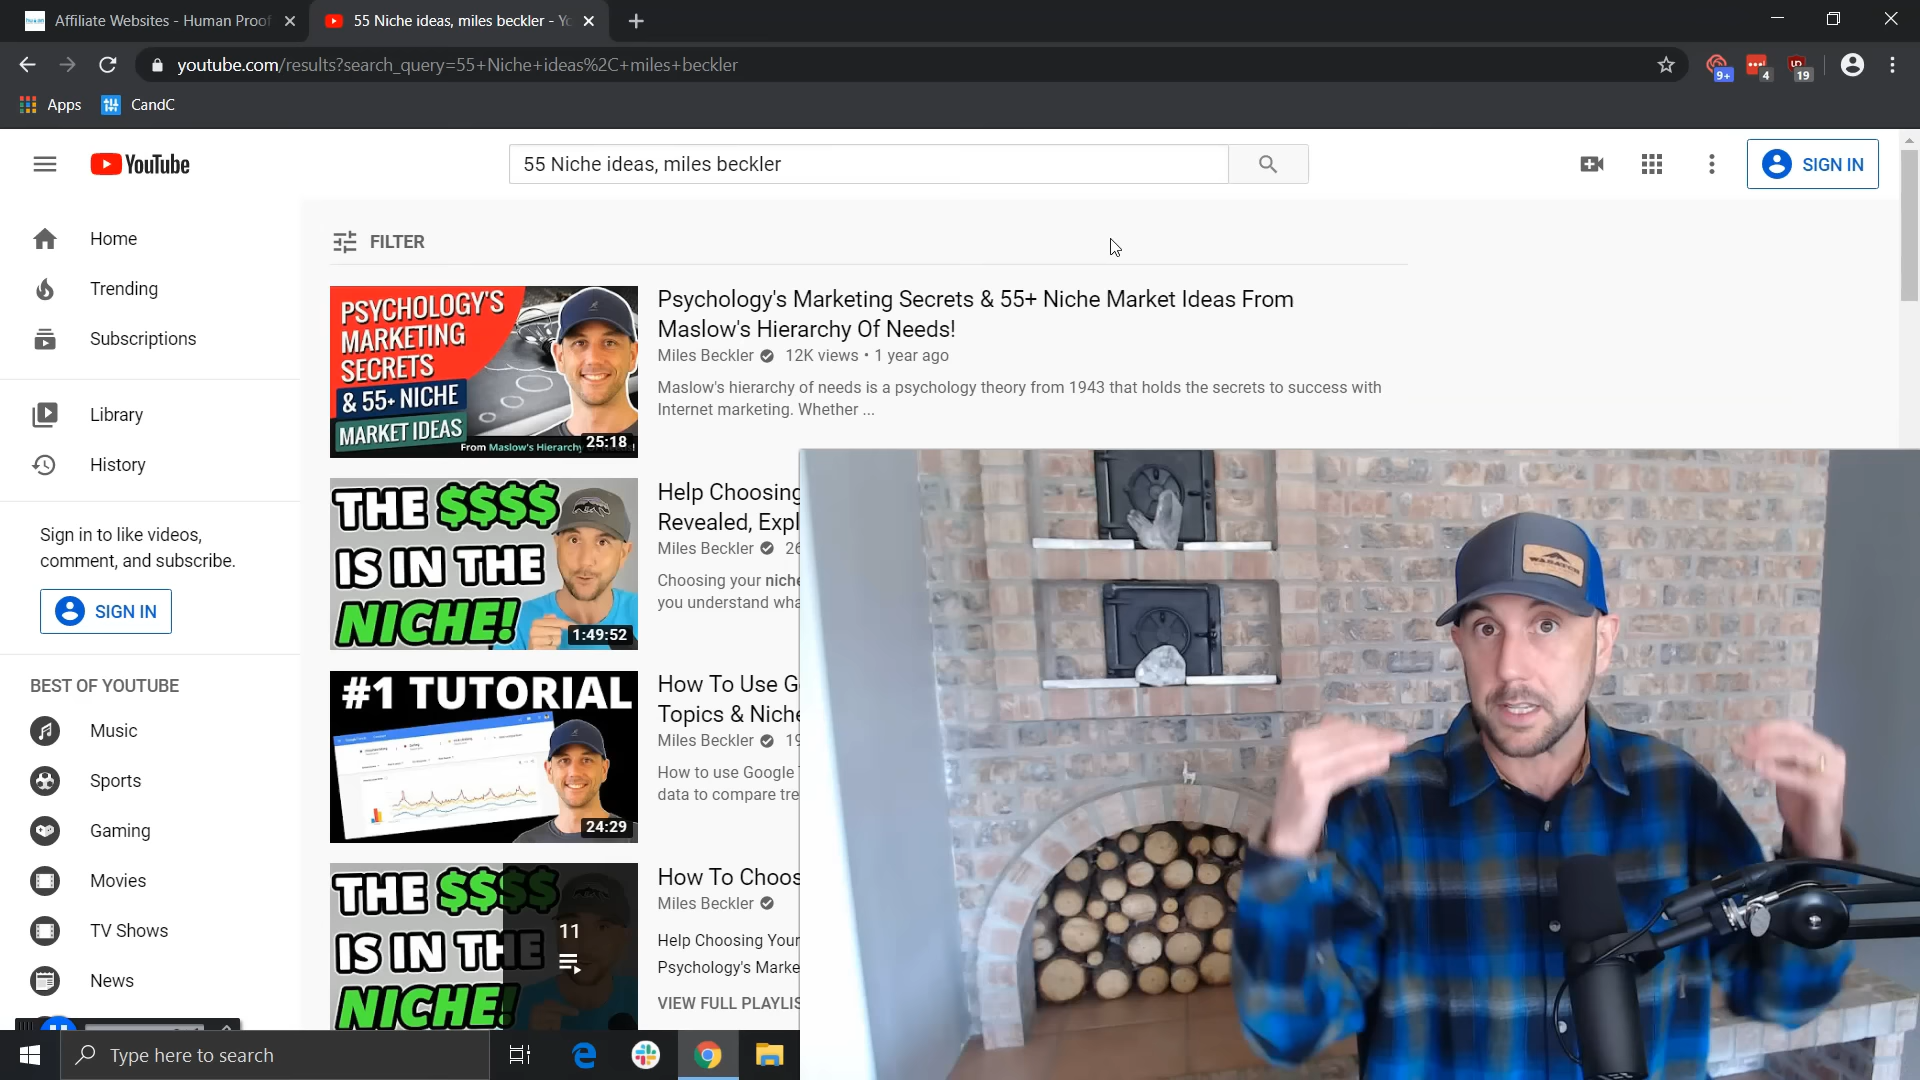 Affiliate Websites - Human Proof
55 Niche ideas, miles beckler - Yo
youtube.com/results?search_query=55+Niche+ideas%2C+miles+beckler
9+
4
19
Apps
CandC
YouTube
55 Niche ideas, miles beckler
SIGN IN
Home
Trending
Subscriptions
Library
History
Sign in to like videos,
comment, and subscribe.
SIGN IN
BEST OF YOUTUBE
Music
Sports
Gaming
Movies
TV Shows
News
FILTER
PSYCHOLOGY'S
MARKETING
SECRETS
& 55+ NICHE
MARKET IDEAS
From Maslow's Hierarchy
25:18
Psychology's Marketing Secrets & 55+ Niche Market Ideas From
Maslow's Hierarchy Of Needs!
Miles Beckler 12K views • 1 year ago
Maslow's hierarchy of needs is a psychology theory from 1943 that holds the secrets to success with
Internet marketing. Whether ...
THE $$$$
IS IN THE
NICHE!
1:49:52
Help Choosing
Revealed, Expl
Miles Beckler 26
Choosing your niche
you understand wha
#1 TUTORIAL
24:29
How To Use G
Topics & Niche
Miles Beckler 19
How to use Google T
data to compare tre
THE $$$$
IS IN THE
NICHE!
11
How To Choos
Miles Beckler
Help Choosing Your
Psychology's Marke
VIEW FULL PLAYLIS
WASATCH
Type here to search